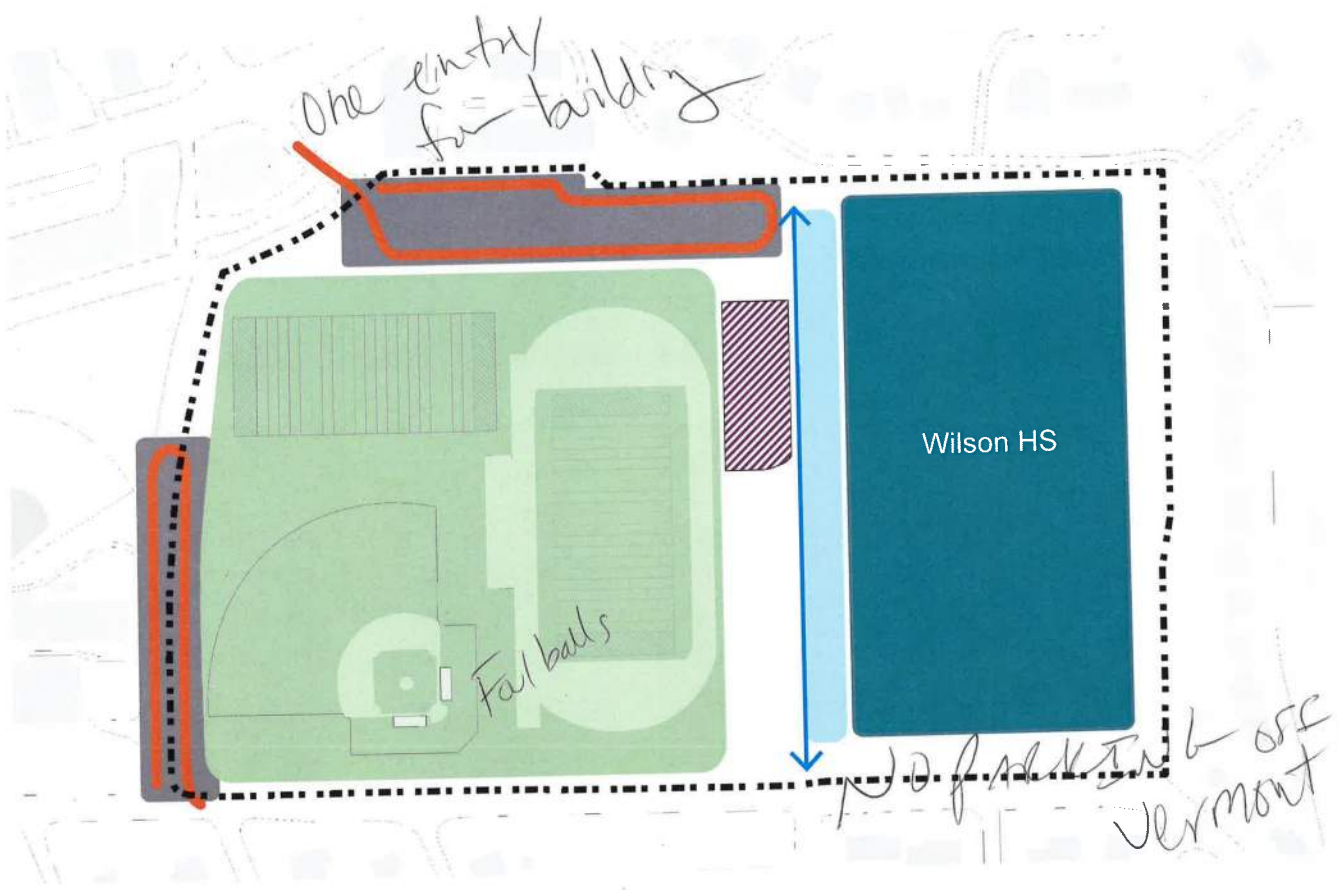 One entry
for building
Wilson HS
Foul balls
NO PARKING off
Vermont